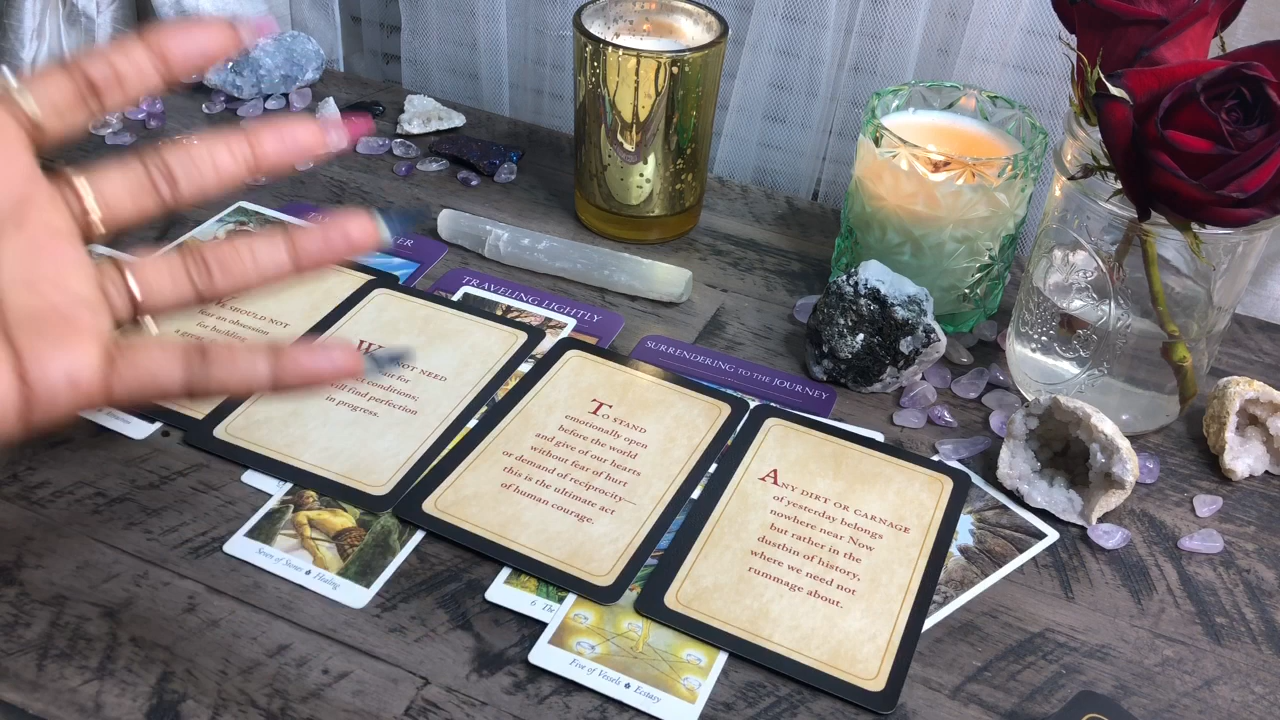 TRAVELING LIGHTLY
SURRENDERING TO THE JOURNEY
SHOULD NOT
fear an obsession
for building
a great
NOT NEED
conditions;
will find perfection
in progress.
TO STAND
emotionally open
before the world
and give of our hearts
without fear of hurt
or demand of reciprocity—
this is the ultimate act
of human courage.
ANY DIRT OR CARNAGE
of yesterday belongs
nowhere near Now
but rather in the
dustbin of history,
where we need not
rummage about.
Seven of Stones Healing
6 The
Five of Vessels Ecstasy